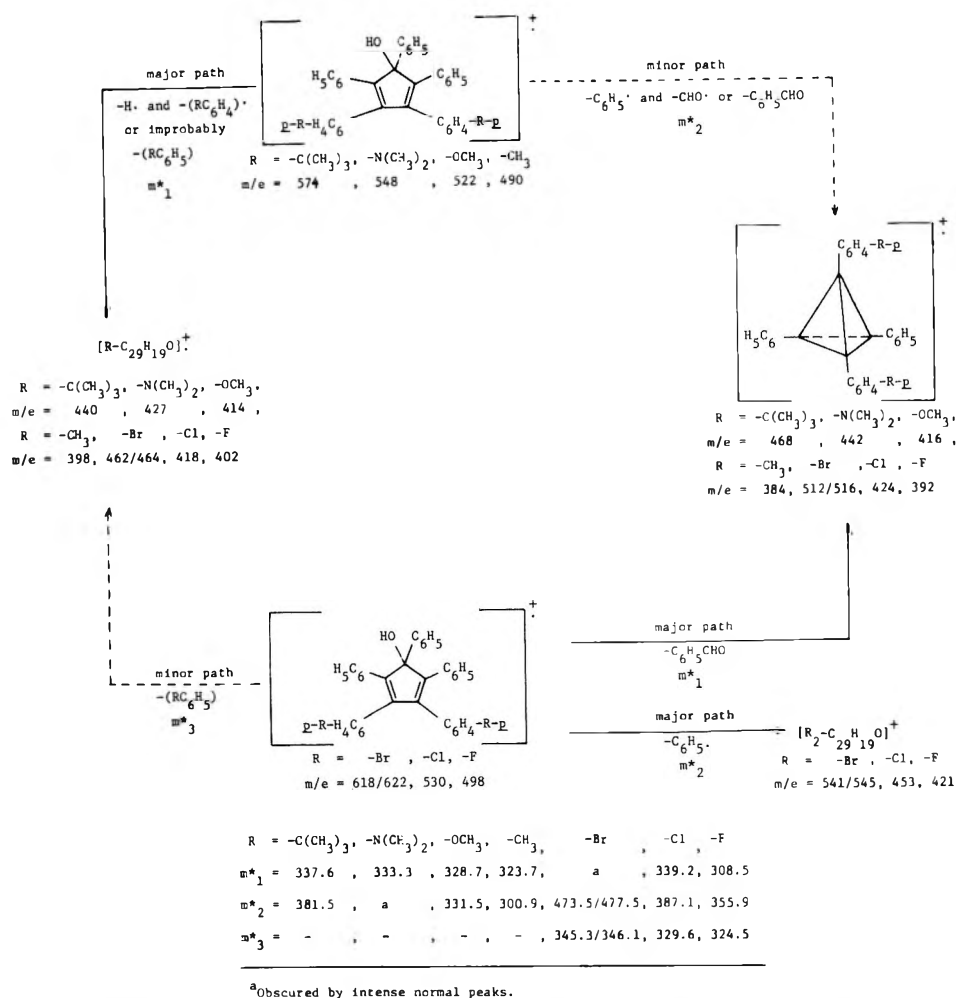 +.
HO C6H5
H5C6 C6H5
p-R-H4C6 C6H4-R-p
major path
-H· and -(RC6H4)·
or improbably
-(RC6H5)
m*1
R = -C(CH3)3, -N(CH3)2, -OCH3, -CH3
m/e = 574 , 548 , 522 , 490
minor path
-C6H5· and -CHO· or -C6H5CHO
m*2
+.
C6H4-R-p
H5C6 C6H5
C6H4-R-p
R = -C(CH3)3, -N(CH3)2, -OCH3,
m/e = 468 , 442 , 416 ,
R = -CH3, -Br ,-Cl , -F
m/e = 384, 512/516, 424, 392
[R-C29H19O]+.
R = -C(CH3)3, -N(CH3)2, -OCH3,
m/e = 440 , 427 , 414 ,
R = -CH3, -Br , -Cl, -F
m/e = 398, 462/464, 418, 402
+.
HO C6H5
H5C6 C6H5
p-R-H4C6 C6H4-R-p
minor path
-(RC6H5)
m*3
R = -Br , -Cl, -F
m/e = 618/622, 530, 498
major path
-C6H5CHO
m*1
major path
-C6H5.
m*2
[R2-C29H19O]+
R = -Br , -Cl, -F
m/e = 541/545, 453, 421
R = -C(CH3)3, -N(CH3)2, -OCH3, -CH3, -Br , -Cl , -F
m*1 = 337.6 , 333.3 , 328.7, 323.7, a , 339.2, 308.5
m*2 = 381.5 , a , 331.5, 300.9, 473.5/477.5, 387.1, 355.9
m*3 = - , - , - , - , 345.3/346.1, 329.6, 324.5
aObscured by intense normal peaks.